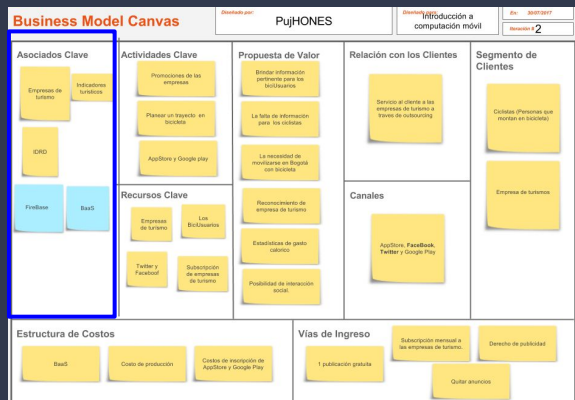 Business Model Canvas
Diseñado por:
PujHONES
Diseñado para:
Introducción a
computación móvil
En: 30/07/2017
Iteración # 2
Asociados Clave
Empresas de
turismo
Indicadores
turísticos
IDRD
FireBase
BaaS
Actividades Clave
Promociones de las
empresas
Planear un trayecto en
bicicleta
AppStore y Google play
Recursos Clave
Empresas
de turismo
Los
BiciUsuarios
Twitter y
Facebook
Subscripción
de empresas
de turismo
Propuesta de Valor
Brindar información
pertinente para los
biciUsuarios
La falta de información
para los ciclistas
La necesidad de
movilizarse en Bogotá
con bicicleta
Reconocimiento de
empresa de turismo
Estadísticas de gasto
calorico
Posibilidad de interacción
social.
Relación con los Clientes
Servicio al cliente a las
empresas de turismo a
traves de outsourcing
Canales
AppStore, FaceBook,
Twitter y Google Play
Segmento de
Clientes
Ciclistas (Personas que
montan en bicicleta)
Empresa de turismos
Estructura de Costos
BaaS
Costo de producción
Costos de inscripción de
AppStore y Google Play
Vías de Ingreso
1 publicación gratuita
Subscripción mensual a
las empresas de turismo.
Derecho de publicidad
Quitar anuncios